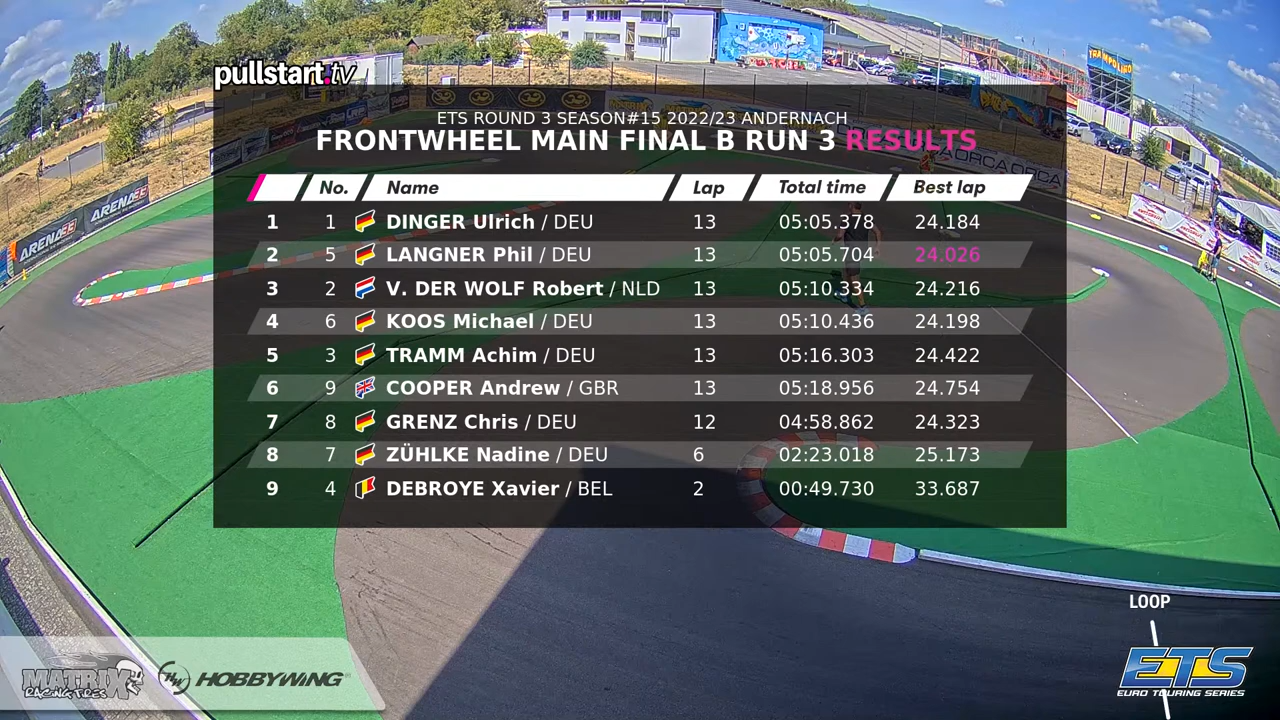 pullstart.tv
ETS ROUND 3 SEASON#15 2022/23 ANDERNACH
FRONTWHEEL MAIN FINAL B RUN 3 RESULTS
No. Name Lap Total time Best lap
1 1 DINGER Ulrich / DEU 13 05:05.378 24.184
2 5 LANGNER Phil / DEU 13 05:05.704 24.026
3 2 V. DER WOLF Robert / NLD 13 05:10.334 24.216
4 6 KOOS Michael / DEU 13 05:10.436 24.198
5 3 TRAMM Achim / DEU 13 05:16.303 24.422
6 9 COOPER Andrew / GBR 13 05:18.956 24.754
7 8 GRENZ Chris / DEU 12 04:58.862 24.323
8 7 ZÜHLKE Nadine / DEU 6 02:23.018 25.173
9 4 DEBROYE Xavier / BEL 2 00:49.730 33.687
TRAMPOLINO
ORCA ORCA
ARENA33 ARENA33
LOOP
MATRIX
RACING TIRES
HOBBYWING
ETS
EURO TOURING SERIES